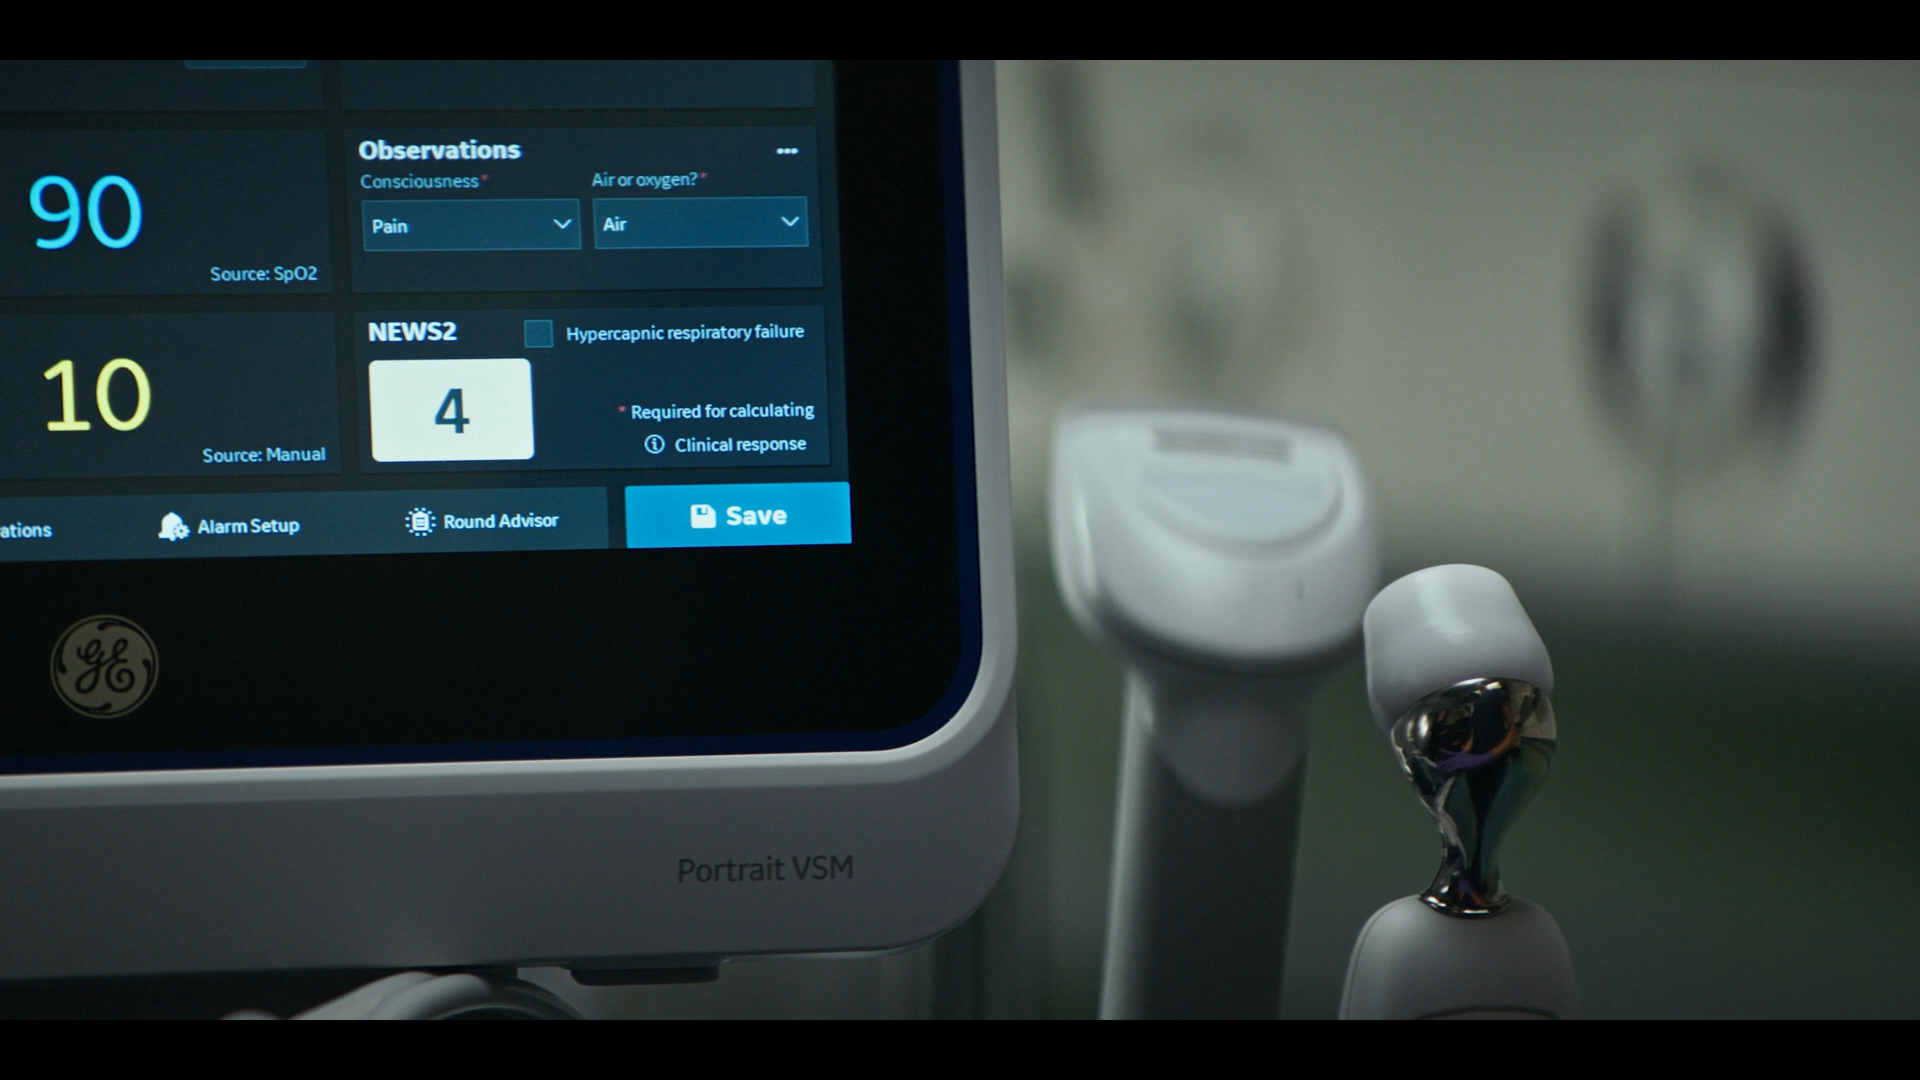 Observations
...
Consciousness*
Air or oxygen?*
Pain
Air
90
Source: SpO2
NEWS2
Hypercapnic respiratory failure
4
10
* Required for calculating
Clinical response
Source: Manual
ations
Alarm Setup
Round Advisor
Save
GE
Portrait VSM